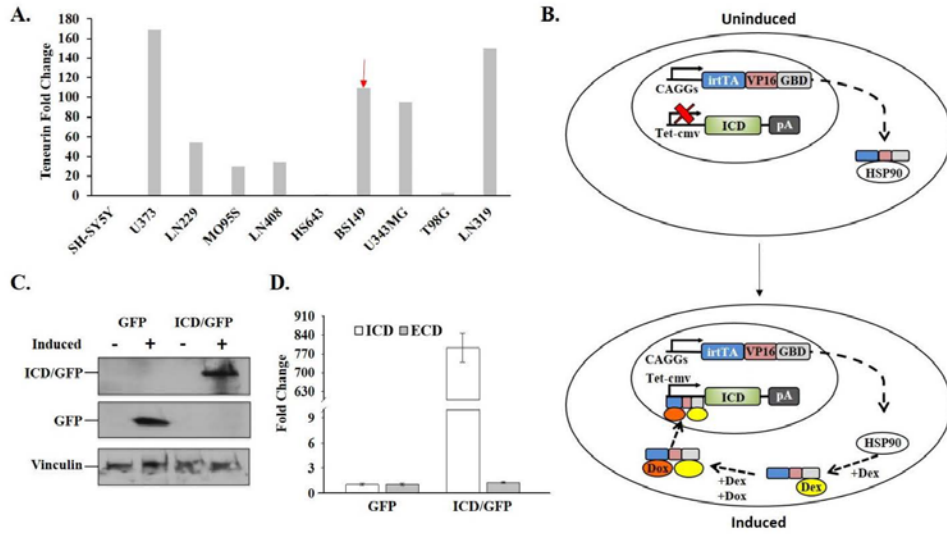 A.
Teneurin Fold Change
180
160
140
120
100
80
60
40
20
0
SH-SY5Y
U373
LN229
MO95S
LN408
HS643
BS149
U343MG
T98G
LN319
B.
Uninduced
CAGGs
irtTA VP16 GBD
Tet-cmv
ICD pA
HSP90
CAGGs
irtTA VP16 GBD
Tet-cmv
ICD pA
HSP90
Dox
+Dex
+Dox
Dex
+Dex
Induced
C.
GFP ICD/GFP
Induced - + - +
ICD/GFP
GFP
Vinculin
D.
Fold Change
910
840
770
700
630
9
6
3
0
ICD ECD
GFP ICD/GFP